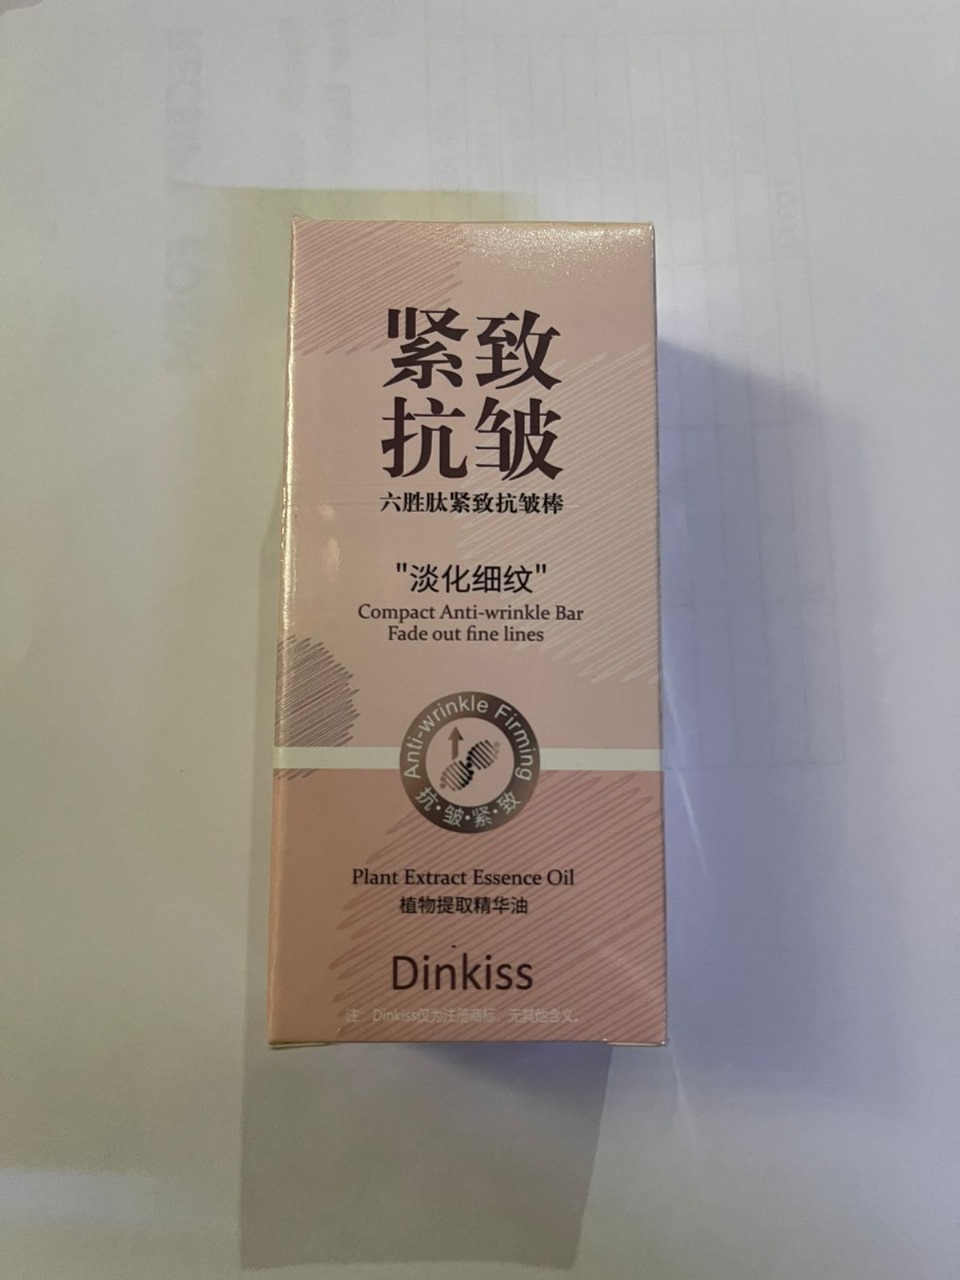 紧致
抗皱
六胜肽紧致抗皱棒
"淡化细纹"
Compact Anti-wrinkle Bar
Fade out fine lines
Anti-wrinkle Firming
抗·皱·紧·致
Plant Extract Essence Oil
植物提取精华油
Dinkiss
注：Dinkiss仅为注册商标，无其他含义。